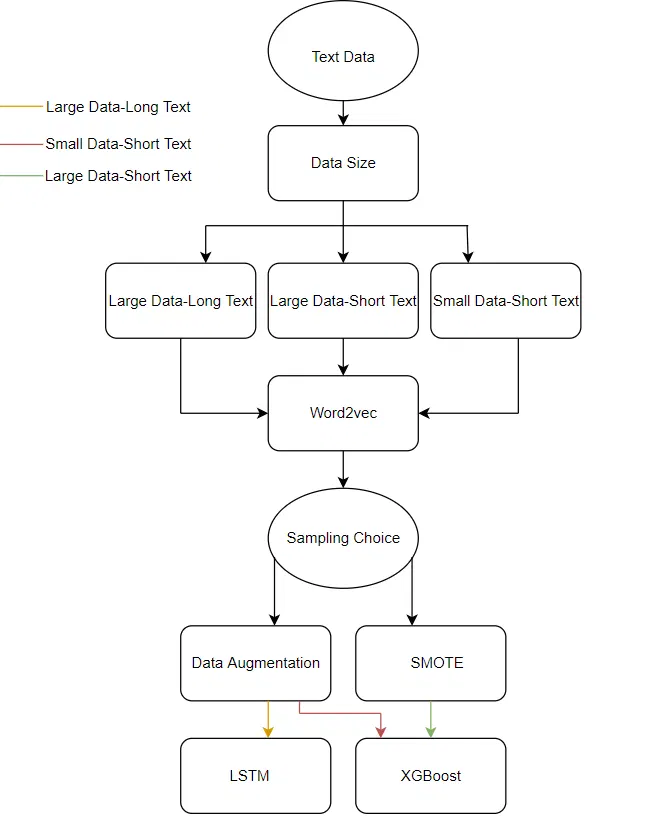 Text Data
Large Data-Long Text
Small Data-Short Text
Large Data-Short Text
Data Size
Large Data-Long Text
Large Data-Short Text
Small Data-Short Text
Word2vec
Sampling Choice
Data Augmentation
SMOTE
LSTM
XGBoost